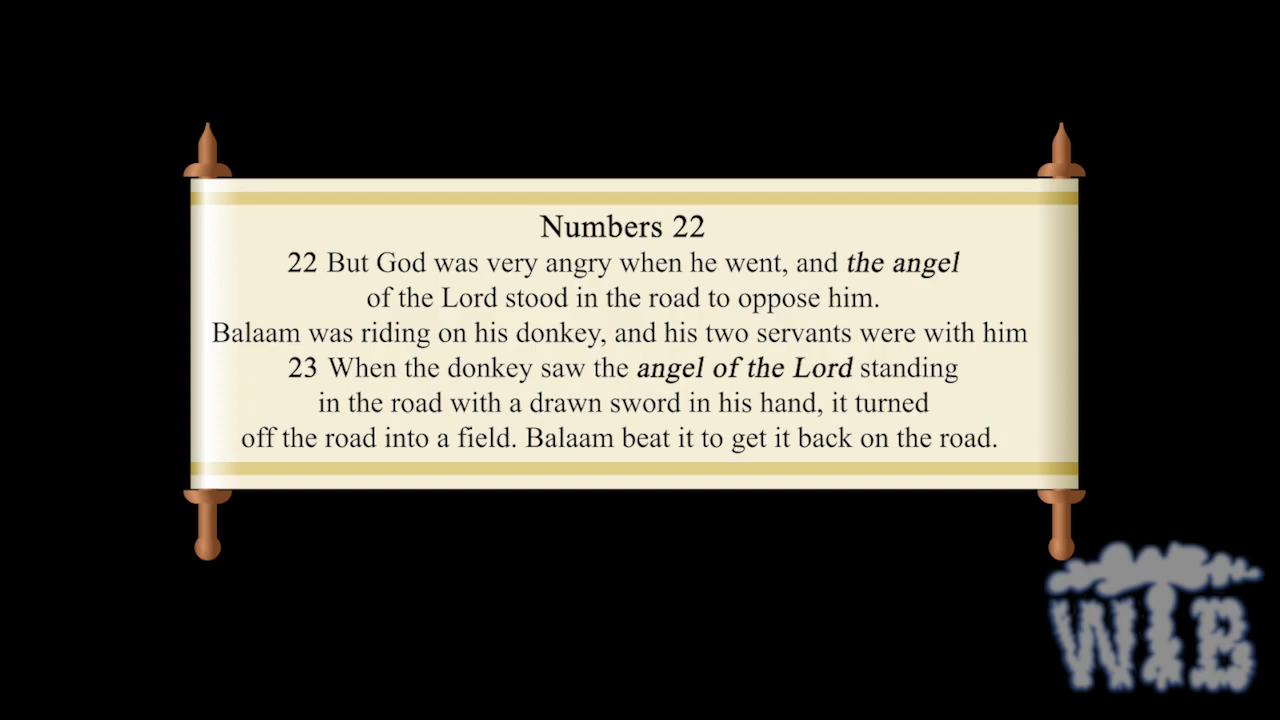 Numbers 22
22 But God was very angry when he went, and the angel
of the Lord stood in the road to oppose him.
Balaam was riding on his donkey, and his two servants were with him
23 When the donkey saw the angel of the Lord standing
in the road with a drawn sword in his hand, it turned
off the road into a field. Balaam beat it to get it back on the road.
WTB